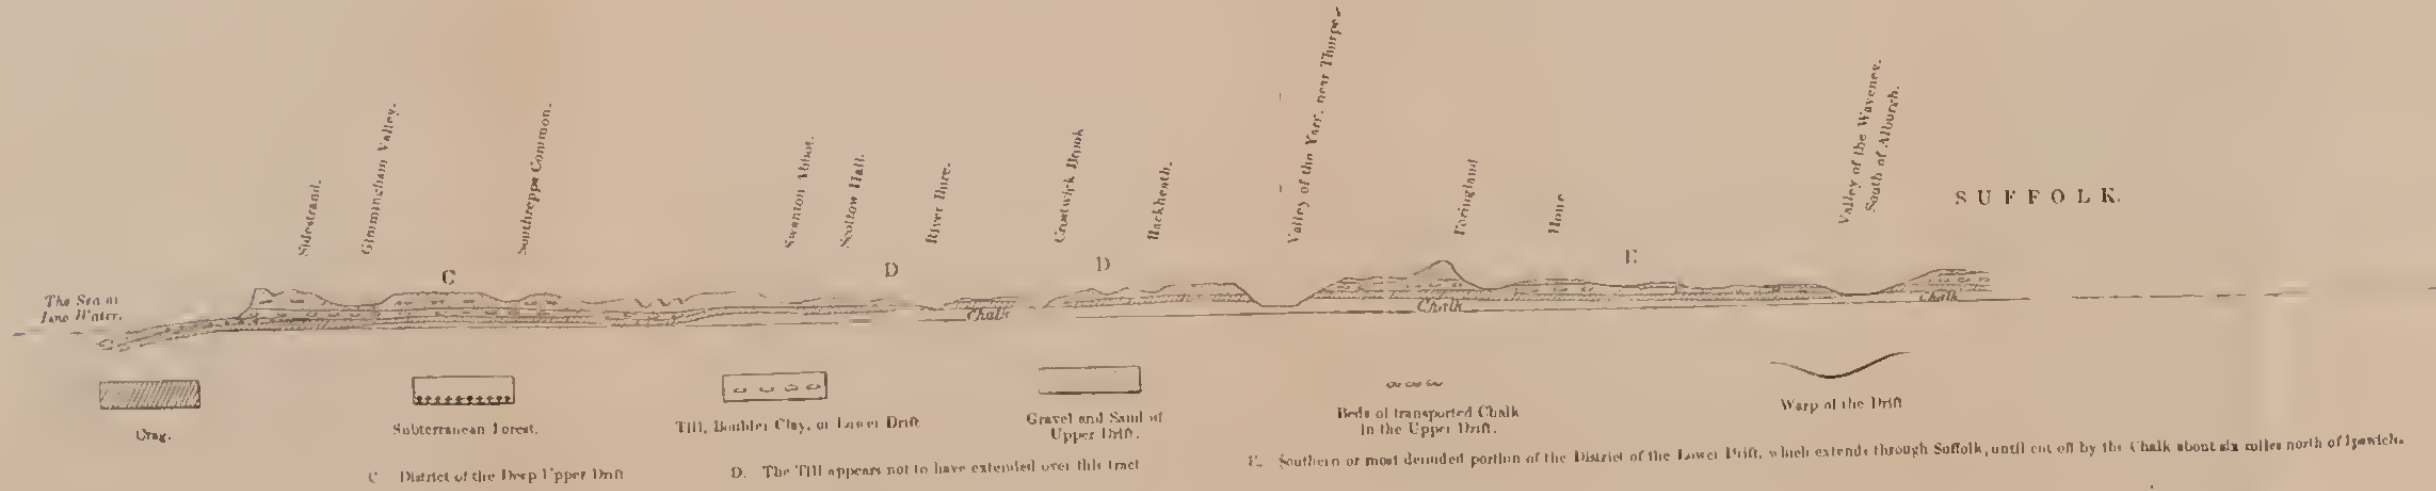 Sidestrand.
Gimmingham Valley.
Southreppe Common.
Swanton Abbot.
Scottow Hall.
River Bure.
Crostwick Brook
Rackheath.
Valley of the Yare, near Thorpe.
Poringland
Howe
Valley of the Waveney.
South of Alburgh.
SUFFOLK.
C
D
D
E
The Sea at
Low Water.
Chalk
Chalk
Chalk
Crag.
Subterranean Forest.
Till, Boulder Clay, or Lower Drift
Gravel and Sand of
Upper Drift.
Beds of transported Chalk
in the Upper Drift.
Warp of the Drift
C District of the Deep Upper Drift
D. The Till appears not to have extended over this tract
E. Southern or most denuded portion of the District of the Lower Drift, which extends through Suffolk, until cut off by the Chalk about six miles north of Ipswich.